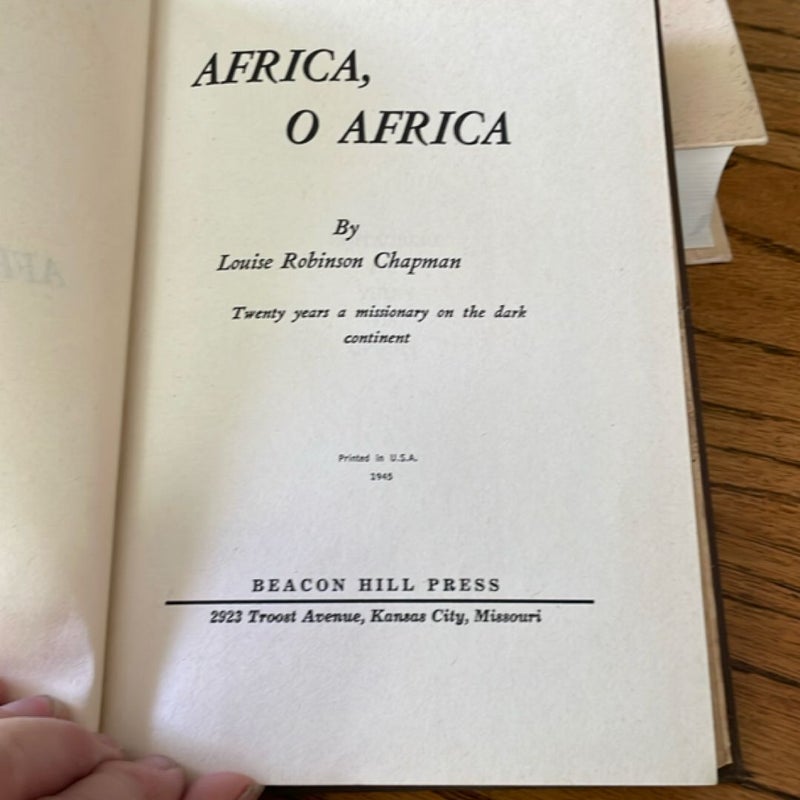 AFRICA,
O AFRICA
By
Louise Robinson Chapman
Twenty years a missionary on the dark
continent
Printed in U.S.A.
1945
BEACON HILL PRESS
2923 Troost Avenue, Kansas City, Missouri